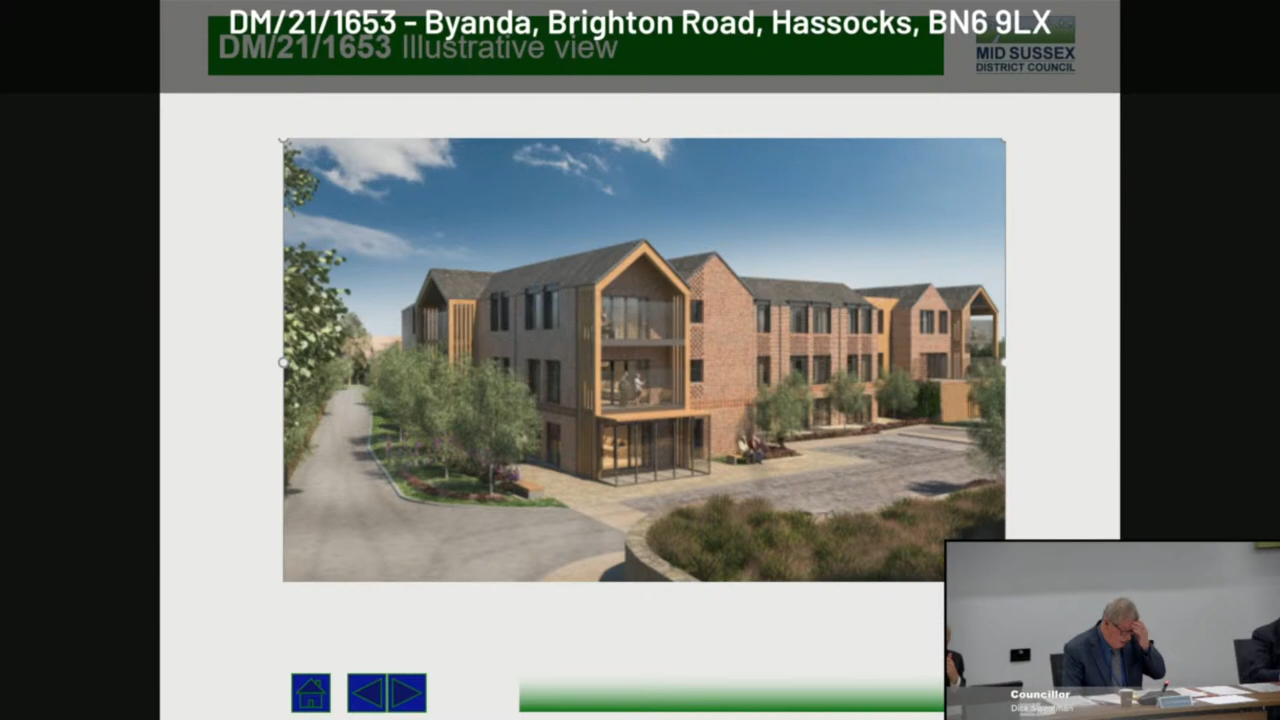 DM/21/1653 - Byanda, Brighton Road, Hassocks, BN6 9LX
DM/21/1653 Illustrative view
MID SUSSEX
DISTRICT COUNCIL
Councillor